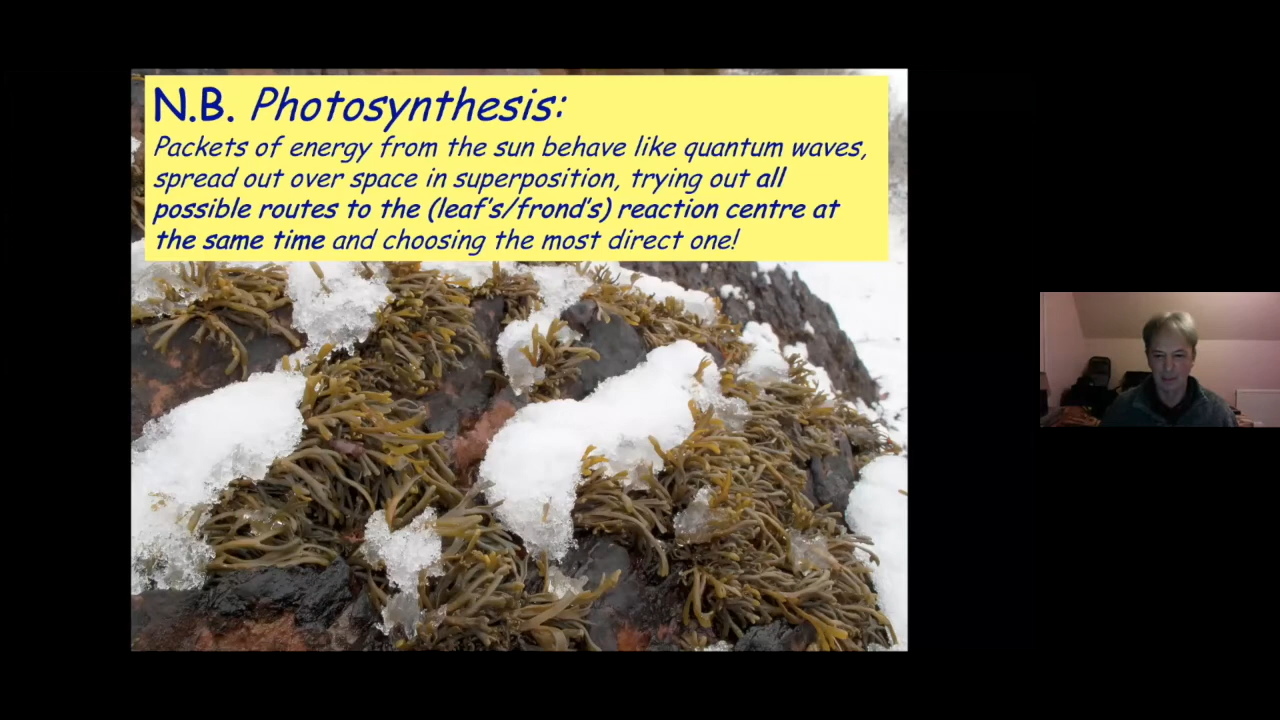 N.B. Photosynthesis:
Packets of energy from the sun behave like quantum waves,
spread out over space in superposition, trying out all
possible routes to the (leaf's/frond's) reaction centre at
the same time and choosing the most direct one!